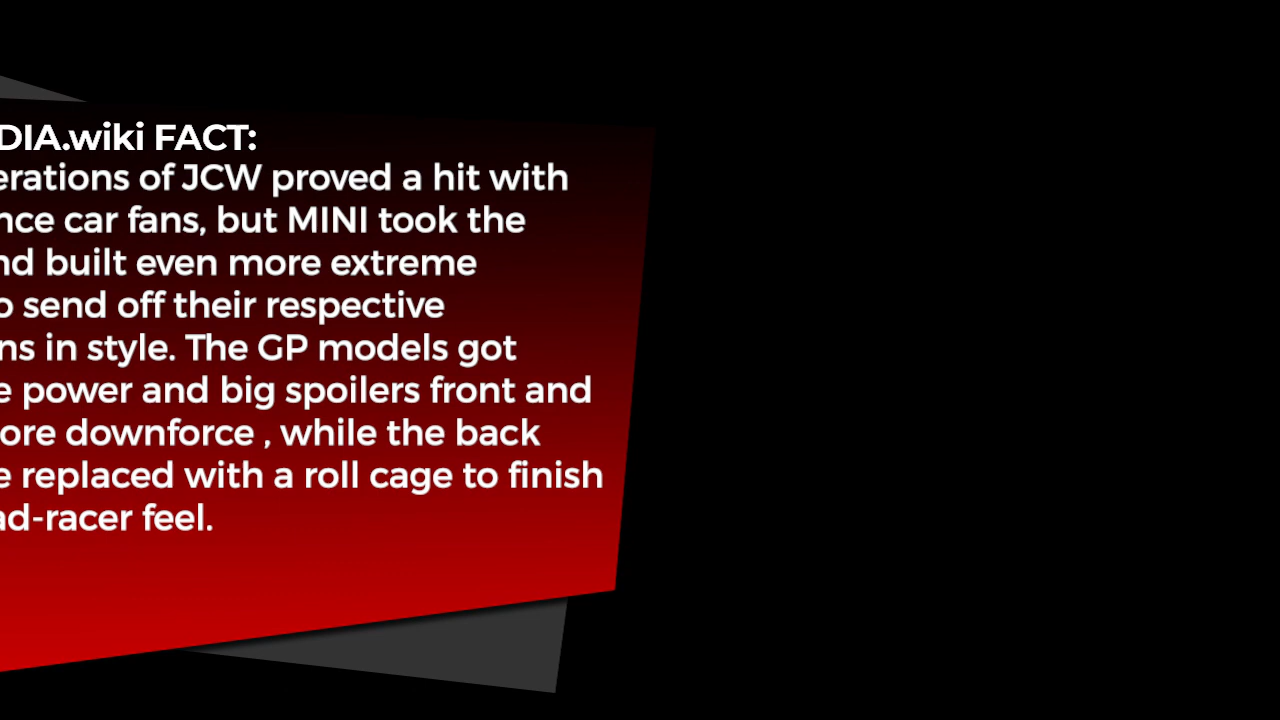 DIA.wiki FACT:
erations of JCW proved a hit with
nce car fans, but MINI took the
nd built even more extreme
o send off their respective
ns in style. The GP models got
e power and big spoilers front and
ore downforce , while the back
e replaced with a roll cage to finish
ad-racer feel.